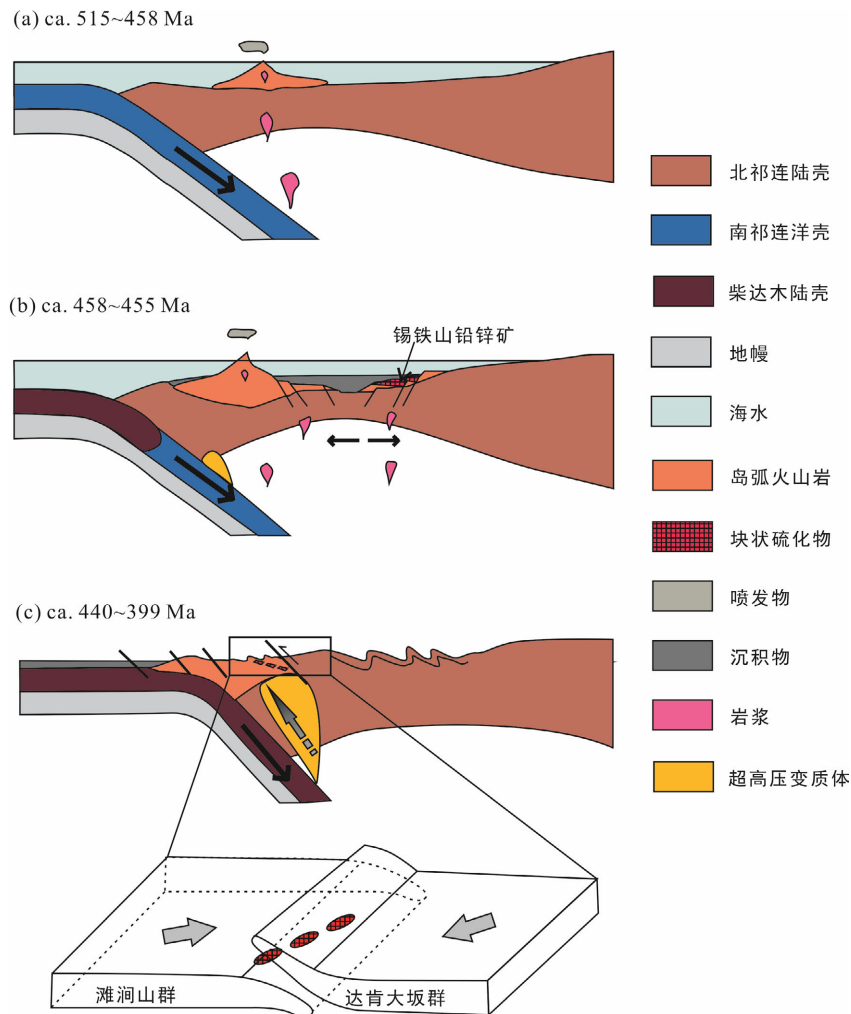 (a) ca. 515~458 Ma
(b) ca. 458~455 Ma
锡铁山铅锌矿
(c) ca. 440~399 Ma
滩涧山群
达肯大坂群
北祁连陆壳
南祁连洋壳
柴达木陆壳
地幔
海水
岛弧火山岩
块状硫化物
喷发物
沉积物
岩浆
超高压变质体